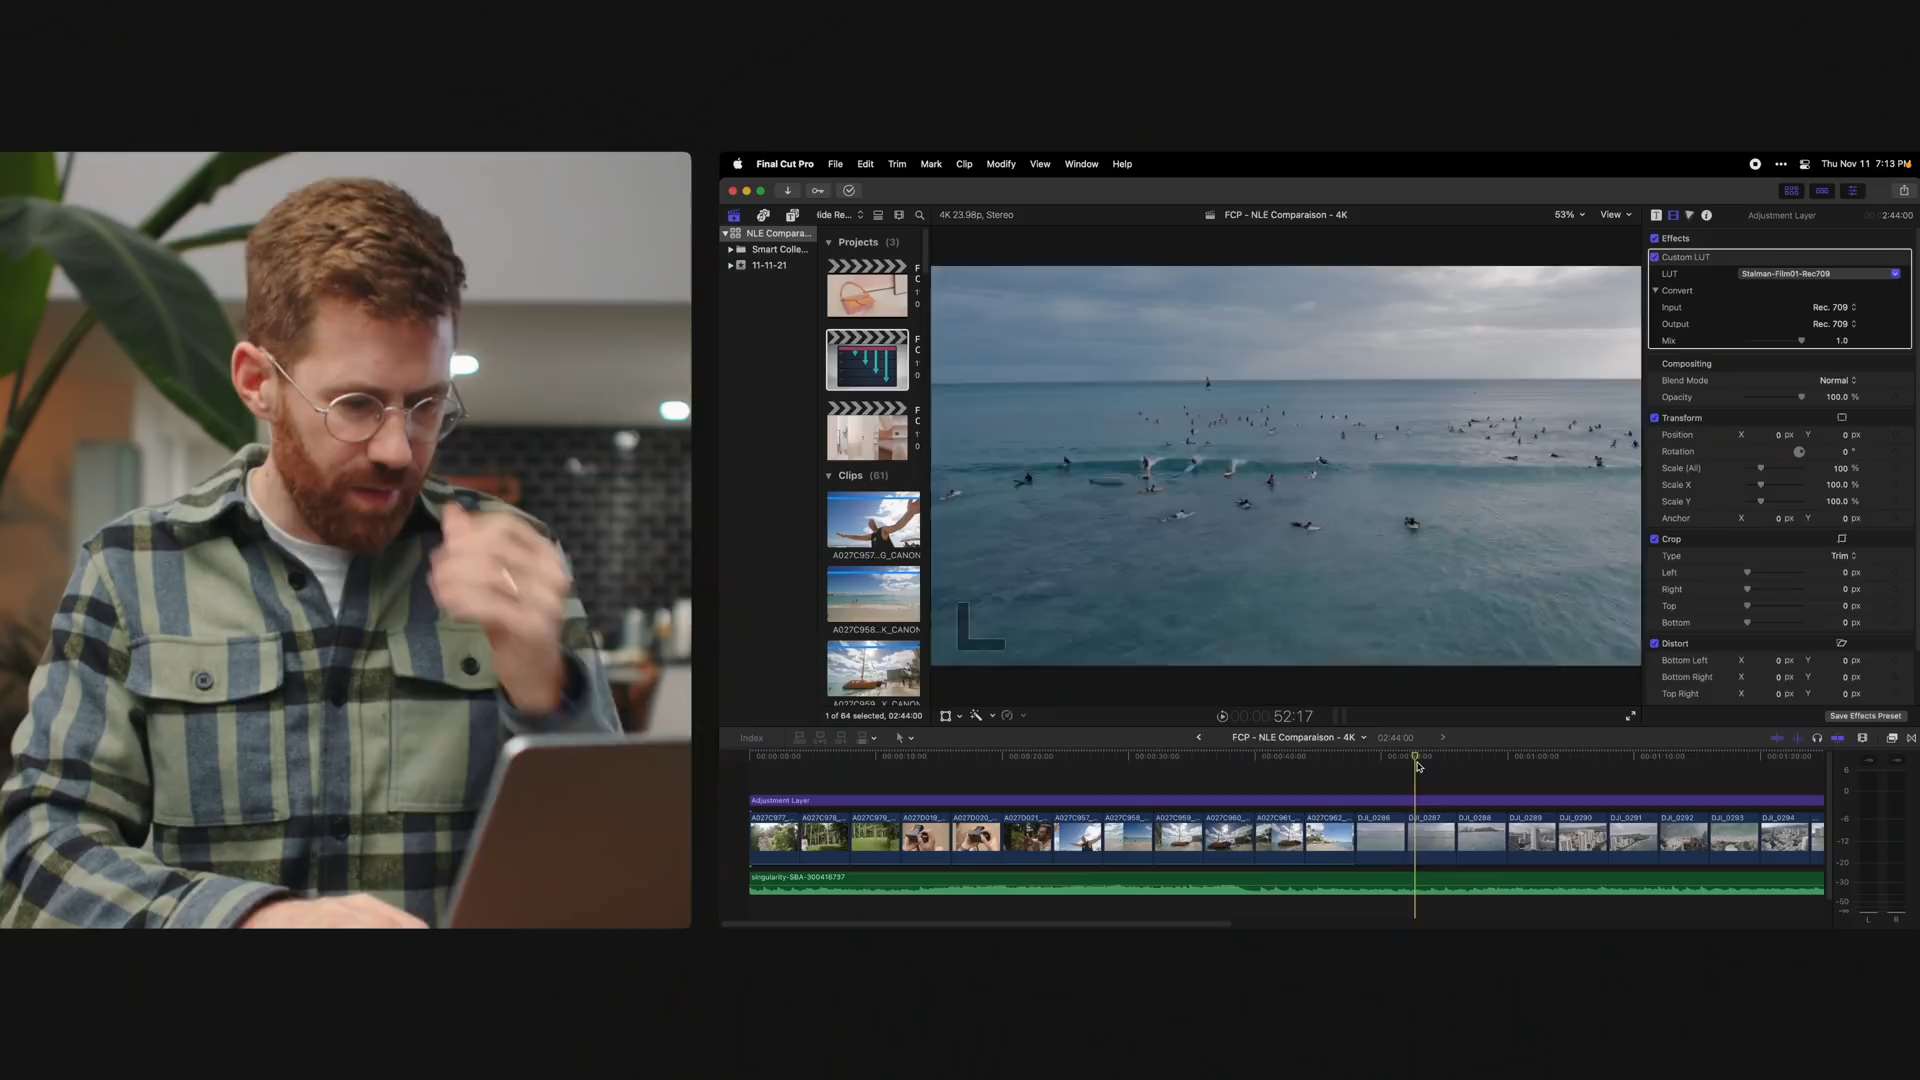 Final Cut Pro File Edit Trim Mark Clip Modify View Window Help
Thu Nov 11 7:13 PM
Hide Re...
4K 23.98p, Stereo
FCP - NLE Comparaison - 4K
53%
View
Adjustment Layer
2:44:00
NLE Compara...
Smart Colle...
11-11-21
Projects (3)
Clips (61)
A027C957...G_CANON
A027C958...K_CANON
A027C959...X_CANON
1 of 64 selected, 02:44:00
Effects
Custom LUT
LUT Stalman-Film01-Rec709
Convert
Input Rec. 709
Output Rec. 709
Mix 1.0
Compositing
Blend Mode Normal
Opacity 100.0 %
Transform
Position X 0 px Y 0 px
Rotation 0 °
Scale (All) 100 %
Scale X 100.0 %
Scale Y 100.0 %
Anchor X 0 px Y 0 px
Crop
Type Trim
Left 0 px
Right 0 px
Top 0 px
Bottom 0 px
Distort
Bottom Left X 0 px Y 0 px
Bottom Right X 0 px Y 0 px
Top Right X 0 px Y 0 px
Save Effects Preset
00:00:52:17
Index
FCP - NLE Comparaison - 4K
02:44:00
00:00:00:00 00:00:10:00 00:00:20:00 00:00:30:00 00:00:40:00 00:01:00:00 00:01:10:00 00:01:20:00
Adjustment Layer
A027C977_... A027C978_... A027C979_... A027D019_... A027D020_... A027D021_... A027C957_... A027C958_... A027C959_... A027C960_... A027C961_... A027C962_... DJI_0286 DJI_0287 DJI_0288 DJI_0289 DJI_0290 DJI_0291 DJI_0292 DJI_0293 DJI_0294
singularity-SBA-300416737
6
0
-6
-12
-20
-30
-50
-∞
L R